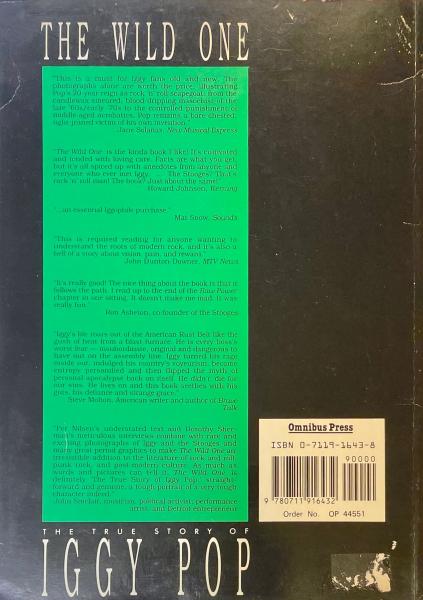 THE WILD ONE
"This is a must for Iggy fans old and new. The
photographs alone are worth the price, illustrating
Pop's 20 year reign as rock 'n' roll scapegoat, from the
candlewax smeared, blood dripping masochist of the
late '60s/early '70s to the controlled punishment of
middle-aged acrobatics. Pop remains a bare chested,
agile jointed victim of his own invention."
Jane Solanas, New Musical Express
"The Wild One, is the kinda book I like! It's cultivated
and tended with loving care. Facts are what you get,
but it's all spiced up with anecdotes from anyone and
everyone who ever met Iggy. ... The Stooges? That's
rock 'n' roll man! The book? Just about the same!"
Howard Johnson, Kerrang
"...an essential Iggophile purchase."
Mat Snow, Sounds
"This is required reading for anyone wanting to
understand the roots of modern rock, and it's also a
hell of a story about vision, pain, and reward."
John Dunton-Downer, MTV News
"It's really good! The nice thing about the book is that it
follows the path. I read up to the end of the Raw Power
chapter in one sitting. It doesn't make me mad. It was
really fun."
Ron Asheton, co-founder of the Stooges
"Iggy's life roars out of the American Rust Belt like the
gush of heat from a blast furnace. He is every boss's
worst fear — insubordinate, original and dangerous to
have out on the assembly line. Iggy turned his rage
inside out, indulged his country's voyeurism, became
entropy personified and then flipped the myth of
personal apocalypse back on itself. He didn't die for
our sins. He lives on and this book seethes with his
gots, his defiance and strange grace."
Steve Mollon, American writer and author of Brave
Talk
"Per Nilsen's understated text and Dorothy Sher-
man's meticulous interviews combine with rare and
exciting photographs of Iggy and the Stooges and
many great period graphics to make The Wild One an
irresistible addition to the literature of rock and roll,
punk rock, and post-modern culture. As much as
words and pictures can tell it, The Wild One is
definitely 'The True Story of Iggy Pop': straight-
forward and genuine, a tough portrait of a very tough
character indeed."
John Sinclair, musician, political activist, performance
artist, and Detroit entrepreneur
THE TRUE STORY OF
IGGY POP
Omnibus Press
ISBN 0-7119-1643-8
90000
9 780711 916432
Order No. OP 44551